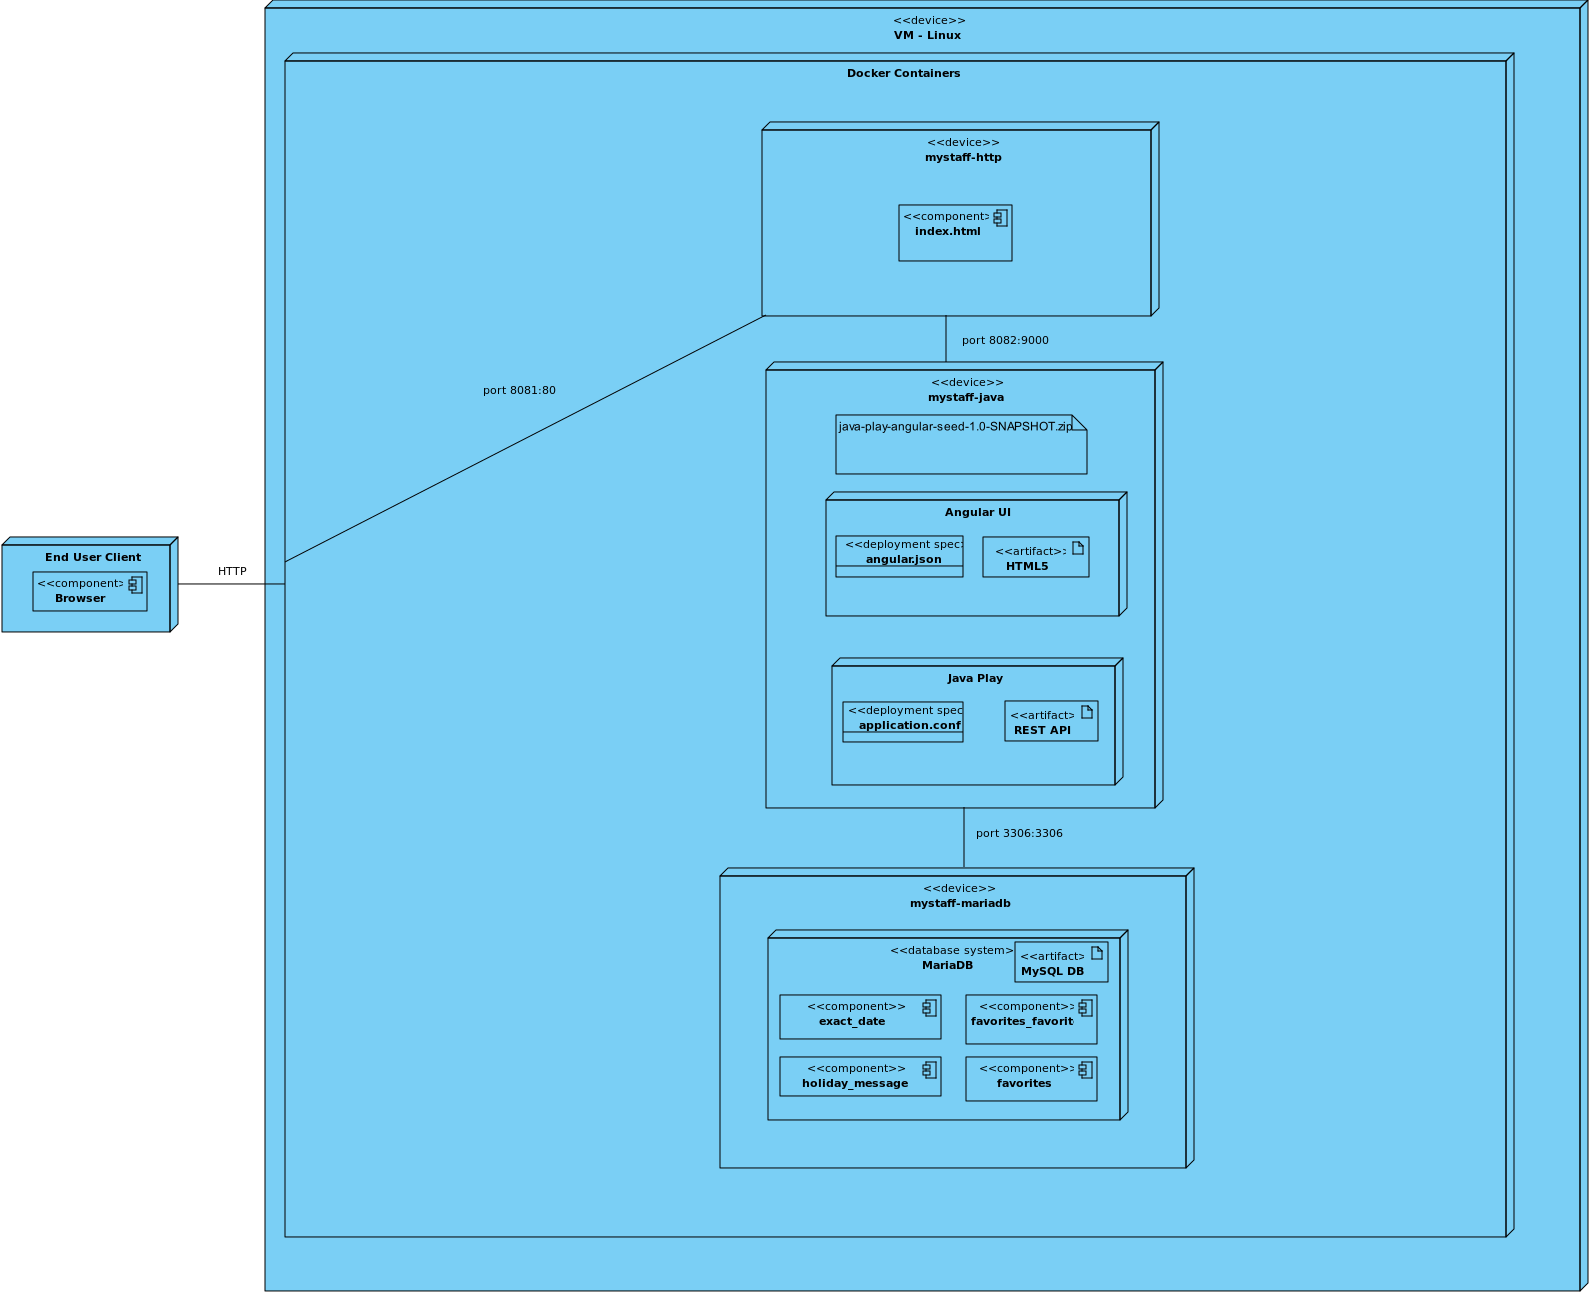 <<device>>
VM - Linux
Docker Containers
<<device>>
mystaff-http
<<component>
index.html
port 8082:9000
port 8081:80
<<device>>
mystaff-java
java-play-angular-seed-1.0-SNAPSHOT.zip
Angular UI
<<deployment spec>
angular.json
<<artifact>>
HTML5
End User Client
<<component>
Browser
HTTP
Java Play
<<deployment spec
application.conf
<<artifact>
REST API
port 3306:3306
<<device>>
mystaff-mariadb
<<database system>
MariaDB
<<artifact>
MySQL DB
<<component>>
exact_date
<<component>>
favorites_favorit
<<component>>
holiday_message
<<component>>
favorites